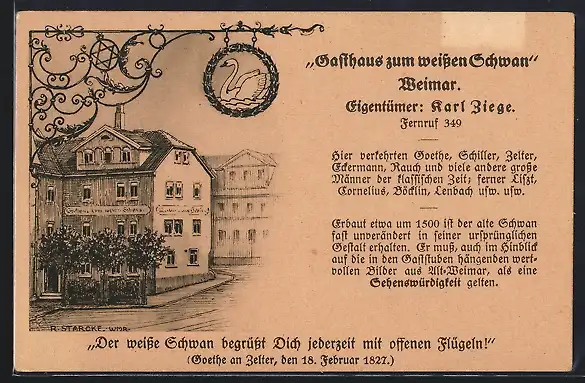 „Gasthaus zum weißen Schwan“
Weimar.
Eigentümer: Karl Ziege.
Fernruf 349
Hier verkehrten Goethe, Schiller, Zelter,
Eckermann, Rauch und viele andere große
Männer der klassischen Zeit; ferner Liszt,
Cornelius, Böcklin, Lenbach usw. usw.
Erbaut etwa um 1500 ist der alte Schwan
fast unverändert in seiner ursprünglichen
Gestalt erhalten. Er muß, auch im Hinblick
auf die in den Gaststuben hängenden wert-
vollen Bilder aus Alt-Weimar, als eine
Sehenswürdigkeit gelten.
R. STARCKE. WMR.
„Der weiße Schwan begrüßt Dich jederzeit mit offenen Flügeln!“
(Goethe an Zelter, den 18. Februar 1827.)